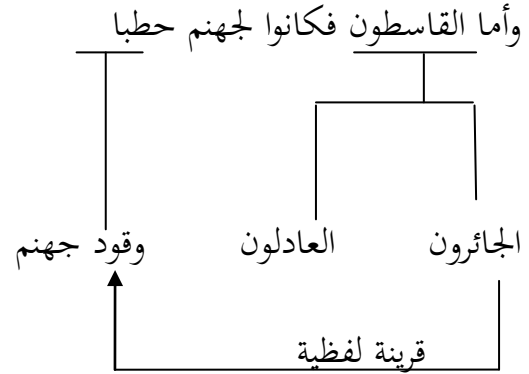 وأما القاسطون فكانوا لجهنم حطبا
الجائرون العادلون وقود جهنم
قرينة لفظية